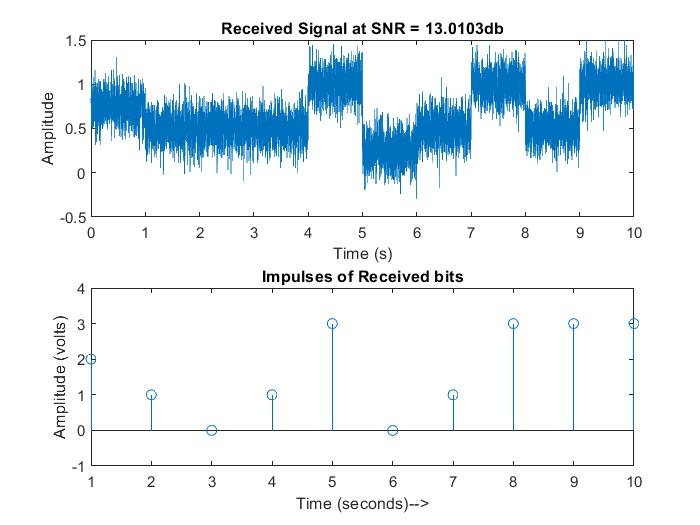 Received Signal at SNR = 13.0103db
1.5
1
0.5
0
-0.5
Amplitude
0 1 2 3 4 5 6 7 8 9 10
Time (s)
Impulses of Received bits
4
3
2
1
0
-1
Amplitude (volts)
1 2 3 4 5 6 7 8 9 10
Time (seconds)-->